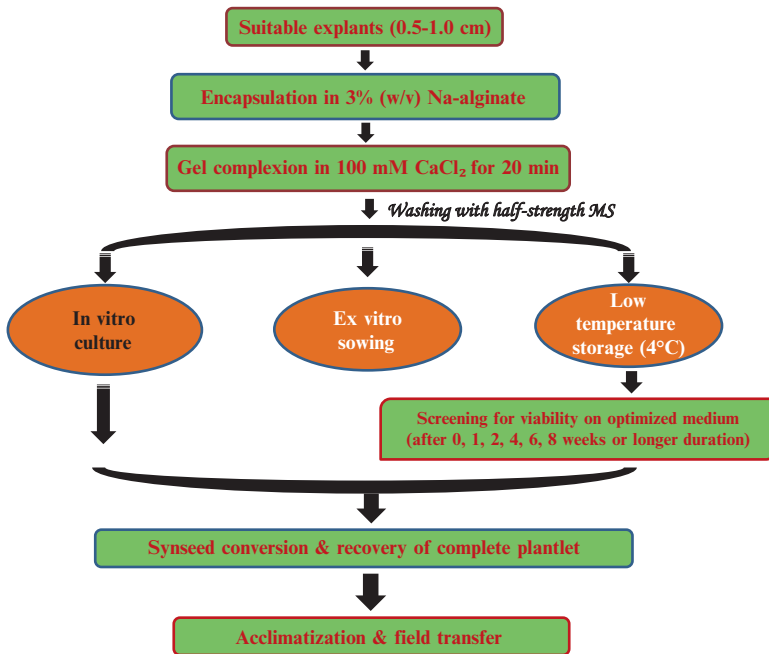 Suitable explants (0.5-1.0 cm)
Encapsulation in 3% (w/v) Na-alginate
Gel complexion in 100 mM CaCl₂ for 20 min
Washing with half-strength MS
In vitro
culture
Ex vitro
sowing
Low
temperature
storage (4°C)
Screening for viability on optimized medium
(after 0, 1, 2, 4, 6, 8 weeks or longer duration)
Synseed conversion & recovery of complete plantlet
Acclimatization & field transfer